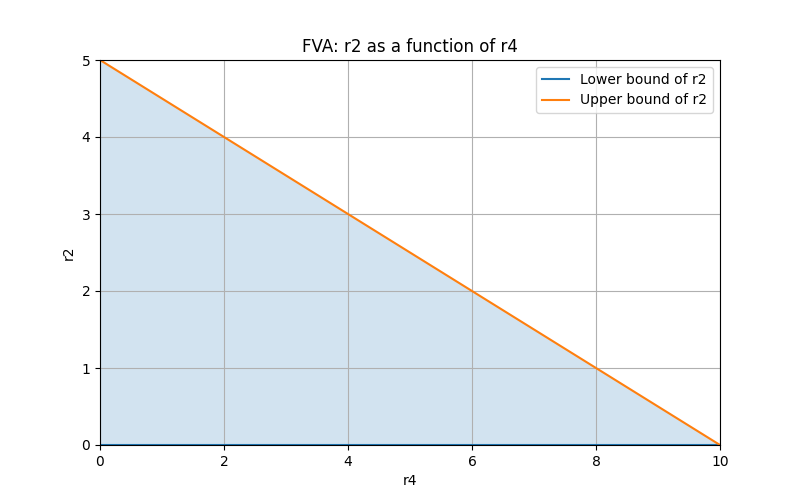 FVA: r2 as a function of r4
Lower bound of r2
Upper bound of r2
5
4
3
2
1
0
r2
0 2 4 6 8 10
r4